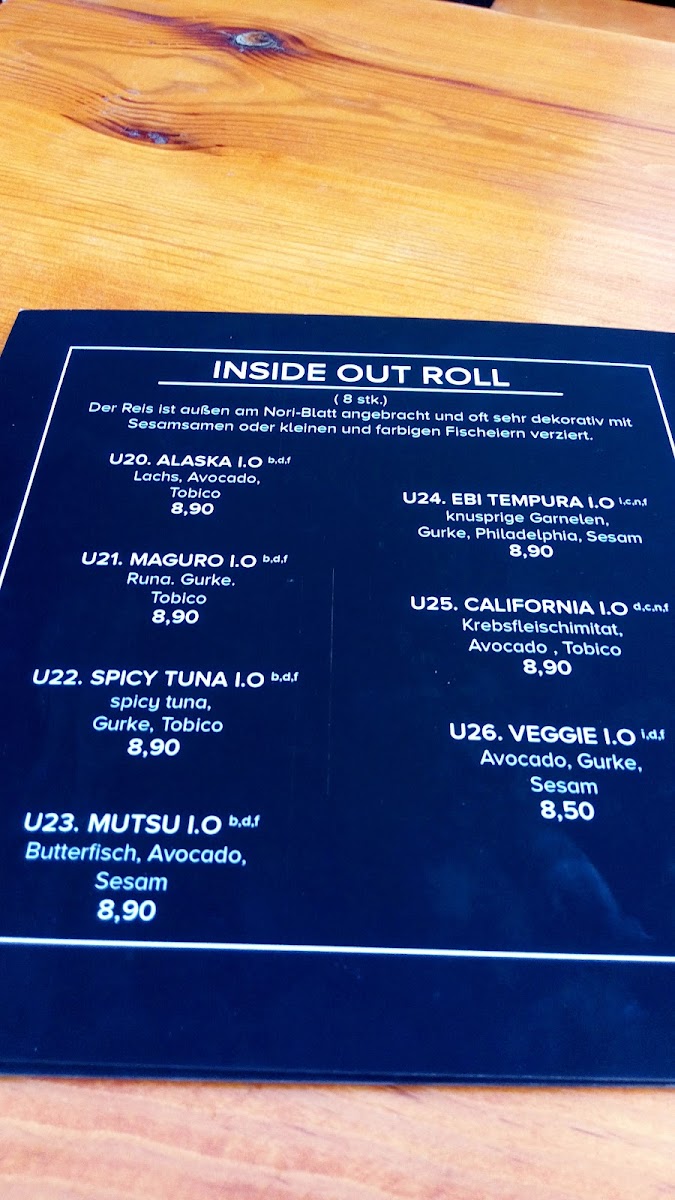 INSIDE OUT ROLL
( 8 stk.)
Der Reis ist außen am Nori-Blatt angebracht und oft sehr dekorativ mit
Sesamsamen oder kleinen und farbigen Fischeiern verziert.
U20. ALASKA I.O b,d,f
Lachs, Avocado,
Tobico
8,90
U21. MAGURO I.O b,d,f
Runa. Gurke.
Tobico
8,90
U22. SPICY TUNA I.O b,d,f
spicy tuna,
Gurke, Tobico
8,90
U23. MUTSU I.O b,d,f
Butterfisch, Avocado,
Sesam
8,90
U24. EBI TEMPURA I.O i,c,n,f
knusprige Garnelen,
Gurke, Philadelphia, Sesam
8,90
U25. CALIFORNIA I.O d,c,n,f
Krebsfleischimitat,
Avocado , Tobico
8,90
U26. VEGGIE I.O i,d,f
Avocado, Gurke,
Sesam
8,50